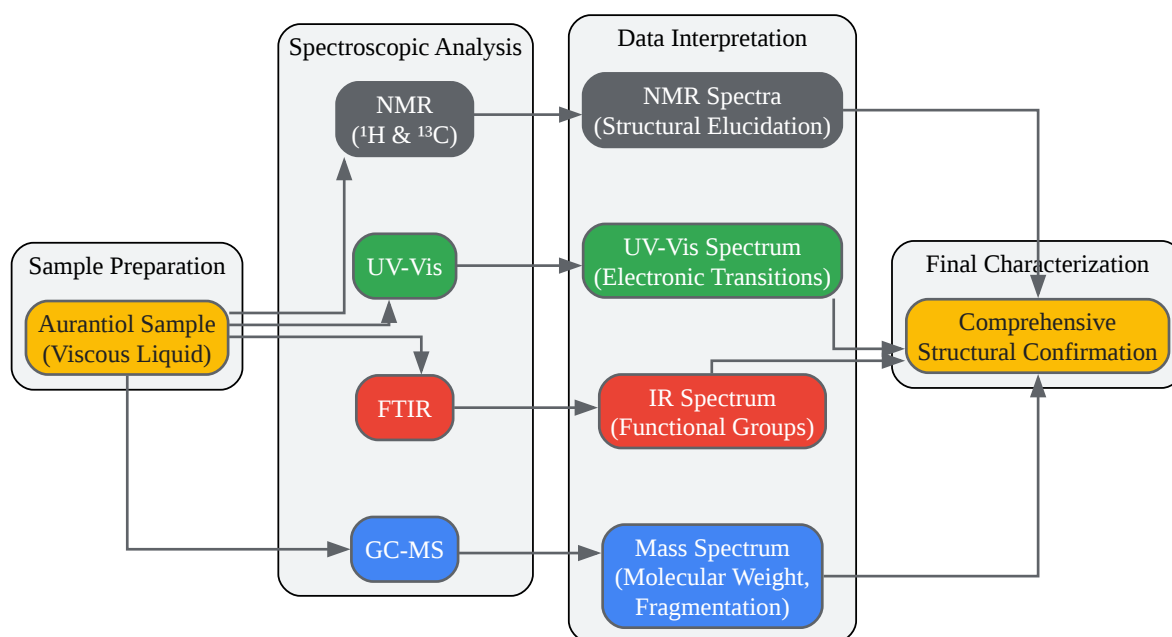 Sample Preparation
Aurantiol Sample
(Viscous Liquid)
Spectroscopic Analysis
NMR
(¹H & ¹³C)
UV-Vis
FTIR
GC-MS
Data Interpretation
NMR Spectra
(Structural Elucidation)
UV-Vis Spectrum
(Electronic Transitions)
IR Spectrum
(Functional Groups)
Mass Spectrum
(Molecular Weight,
Fragmentation)
Final Characterization
Comprehensive
Structural Confirmation